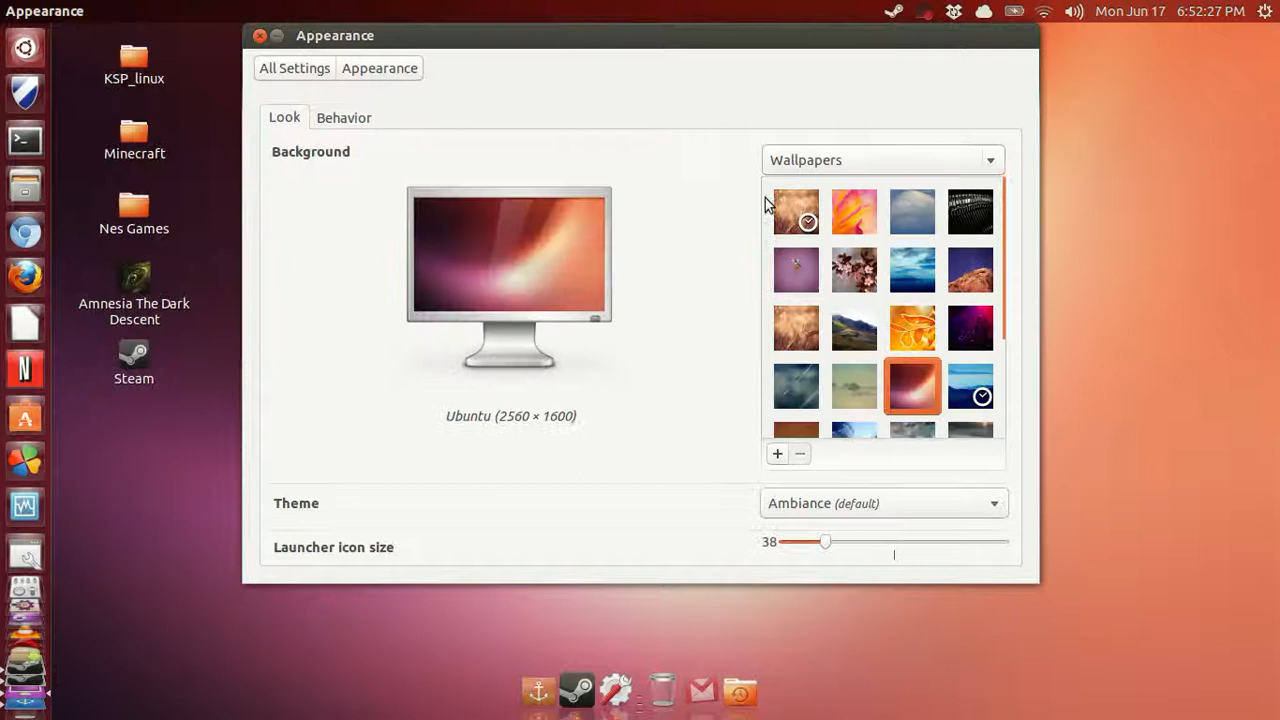 Appearance
Mon Jun 17
6:52:27 PM
Appearance
All Settings
Appearance
Look
Behavior
Background
Wallpapers
Ubuntu (2560 × 1600)
Theme
Ambiance (default)
Launcher icon size
38
KSP_linux
Minecraft
Nes Games
Amnesia The Dark
Descent
Steam
N